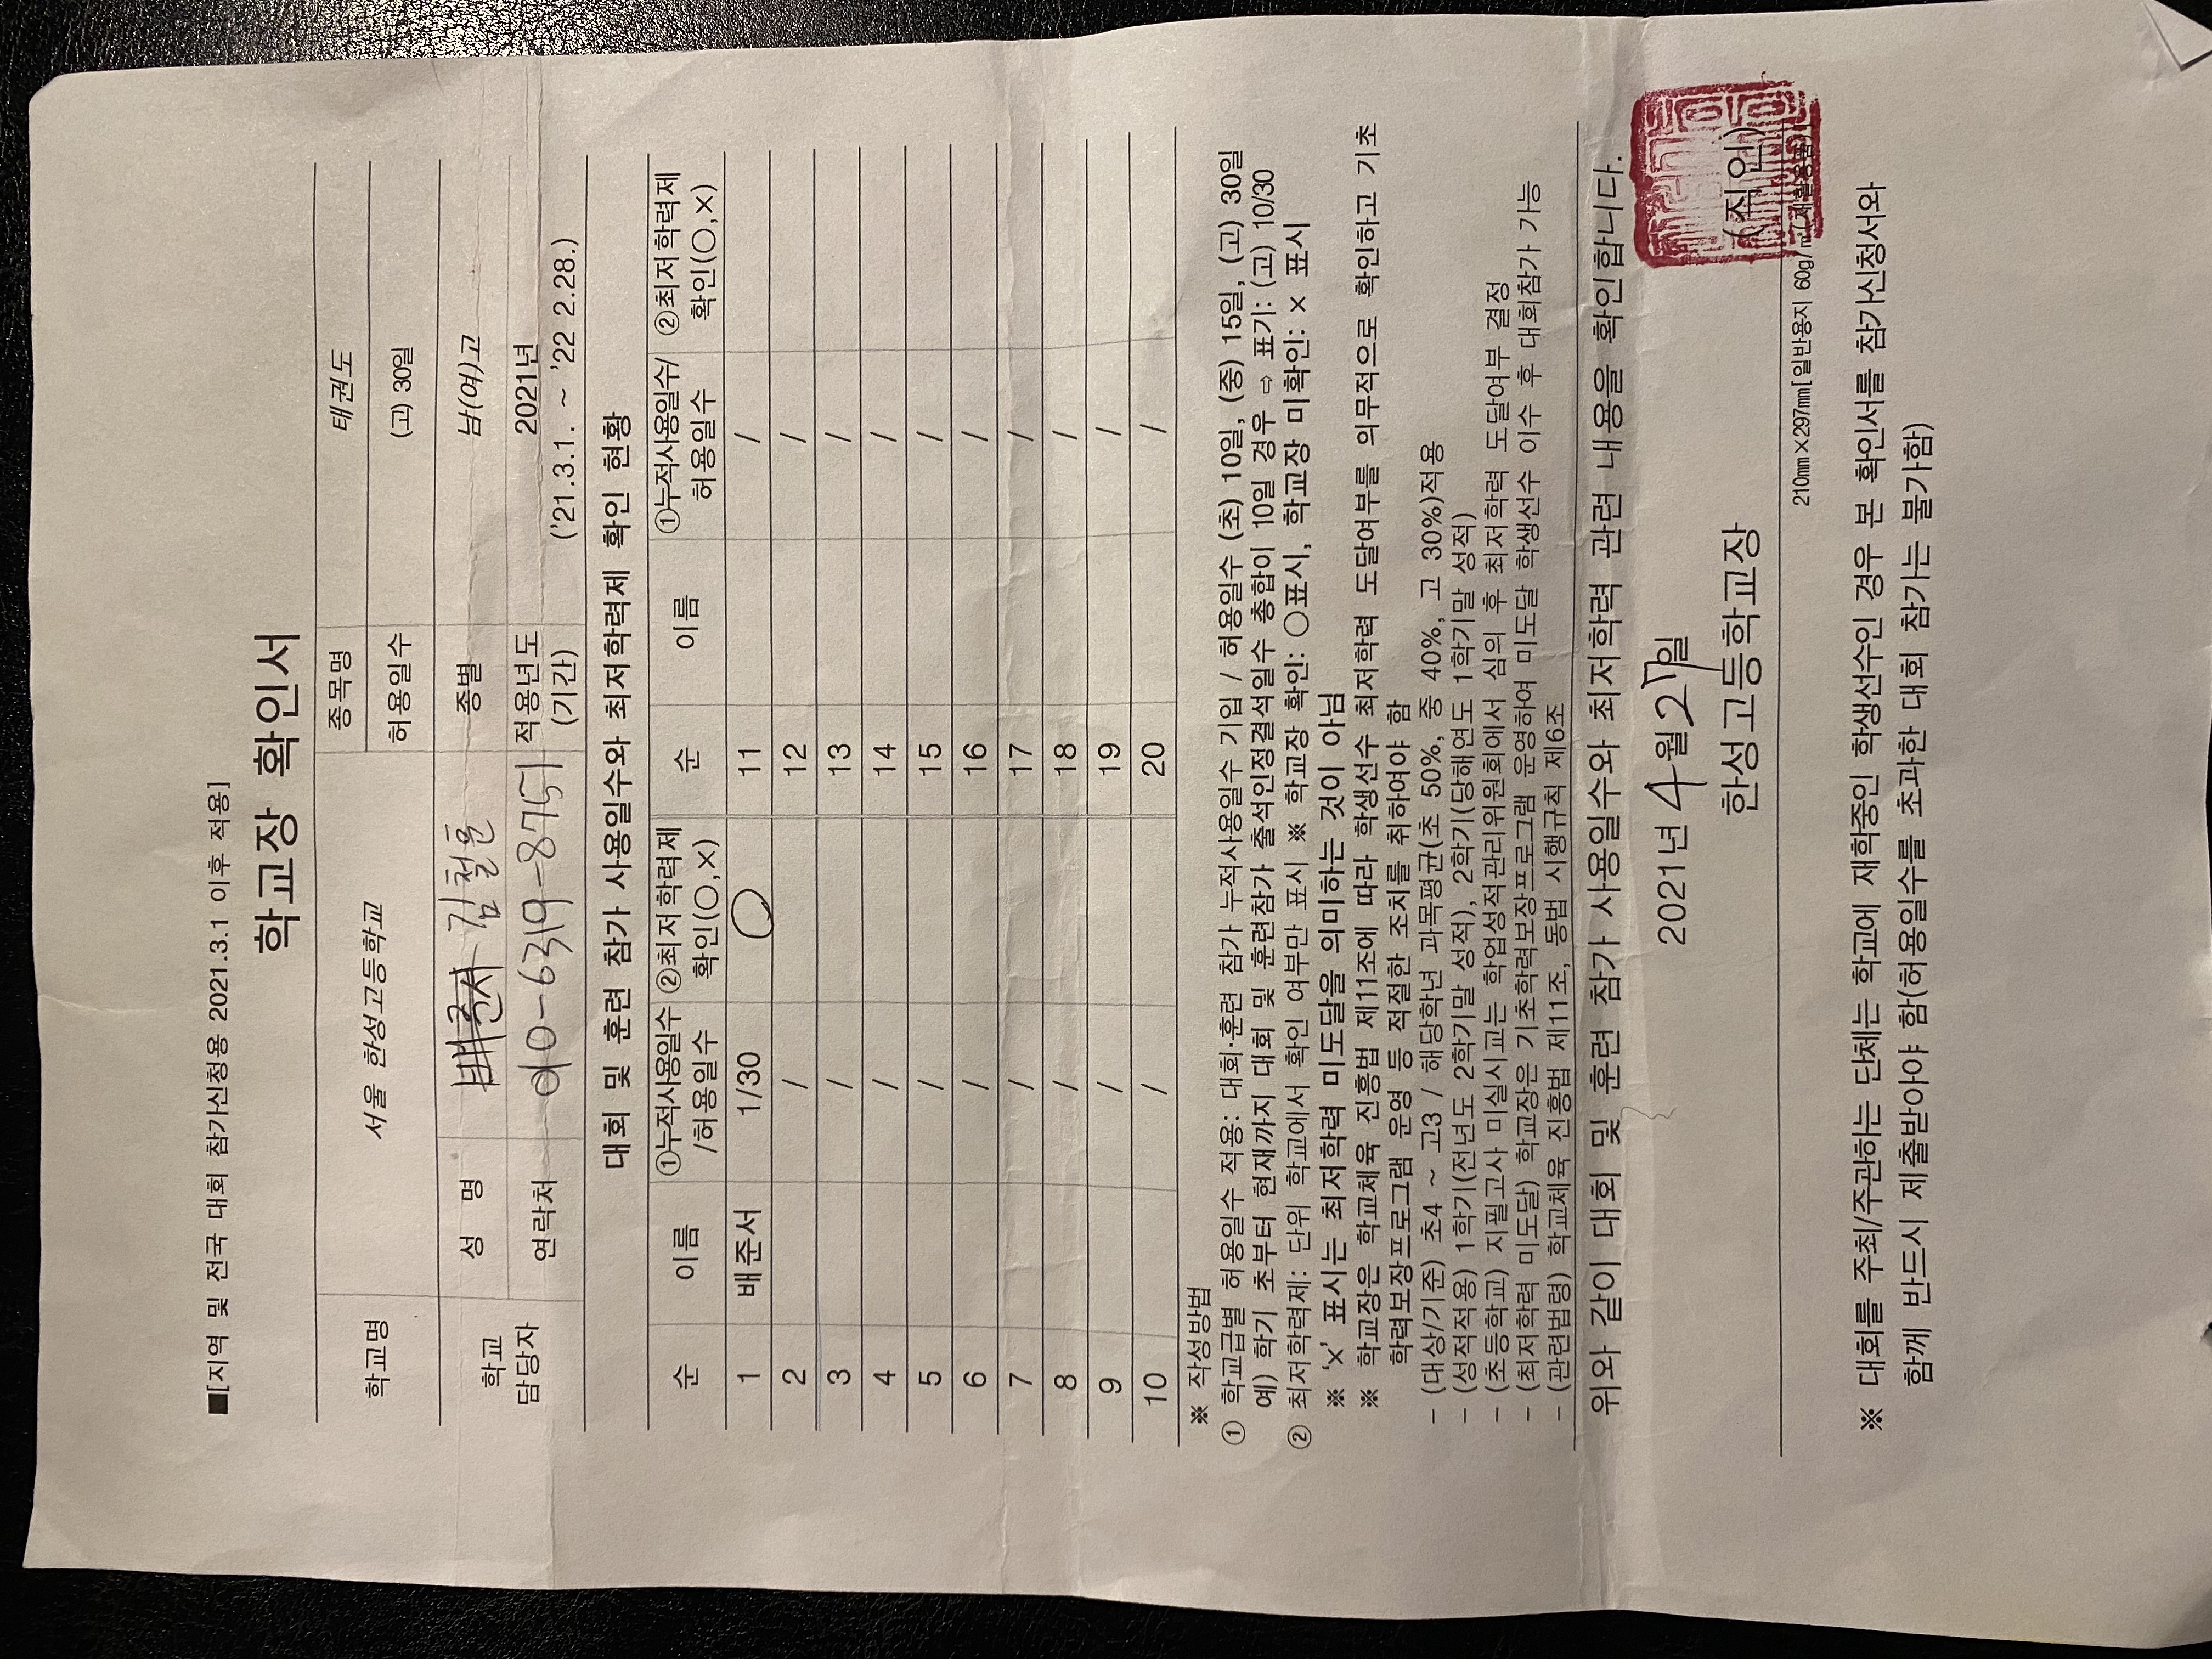 ■[지역 및 전국 대회 참가신청용 2021.3.1 이후 적용]
학교장 확인서
학교명 서울 한성고등학교 종목명 태권도
허용일수 (고) 30일
학교 담당자 성 명 배준서 김철윤 종별 남(여)고
연락처 010-6319-8751 적용년도 (기간) 2021년 ('21.3.1. ~ '22 2.28.)
대회 및 훈련 참가 사용일수와 최저학력제 확인 현황
순 이름 ①누적사용일수/허용일수 ②최저학력제 확인(○,×) 순 이름 ①누적사용일수/허용일수 ②최저학력제 확인(○,×)
1 배준서 1/30 ○ 11 /
2 / 12 /
3 / 13 /
4 / 14 /
5 / 15 /
6 / 16 /
7 / 17 /
8 / 18 /
9 / 19 /
10 / 20 /
※ 작성방법
① 학교급별 허용일수 적용: 대회·훈련 참가 누적사용일수 기입 / 허용일수 (초) 10일, (중) 15일, (고) 30일
예) 학기 초부터 현재까지 대회 및 훈련참가 출석인정결석일수 총합이 10일 경우 ⇨ 표기: (고) 10/30
② 최저학력제: 단위 학교에서 확인 여부만 표시 ※ 학교장 확인: ○표시, 학교장 미확인: × 표시
※ '×' 표시는 최저학력 미도달을 의미하는 것이 아님
※ 학교장은 학교체육 진흥법 제11조에 따라 학생선수 최저학력 도달여부를 의무적으로 확인하고 기초
학력보장프로그램 운영 등 적절한 조치를 취하여야 함
- (대상/기준) 초4 ~ 고3 / 해당학년 과목평균(초 50%, 중 40%, 고 30%)적용
- (성적적용) 1학기(전년도 2학기말 성적), 2학기(당해연도 1학기말 성적)
- (초등학교) 지필고사 미실시교는 학업성적관리위원회에서 심의 후 최저학력 도달여부 결정
- (최저학력 미도달) 학교장은 기초학력보장프로그램 운영하여 미도달 학생선수 이수 후 대회참가 가능
- (관련법령) 학교체육 진흥법 제11조, 동법 시행규칙 제6조
위와 같이 대회 및 훈련 참가 사용일수와 최저학력 관련 내용을 확인합니다.
2021년 4월 27일
한성고등학교장 (직인)
210㎜×297㎜[일반용지 60g/㎡(재활용품)]
※ 대회를 주최/주관하는 단체는 학교에 재학중인 학생선수인 경우 본 확인서를 참가신청서와
함께 반드시 제출받아야 함(허용일수를 초과한 대회 참가는 불가함)